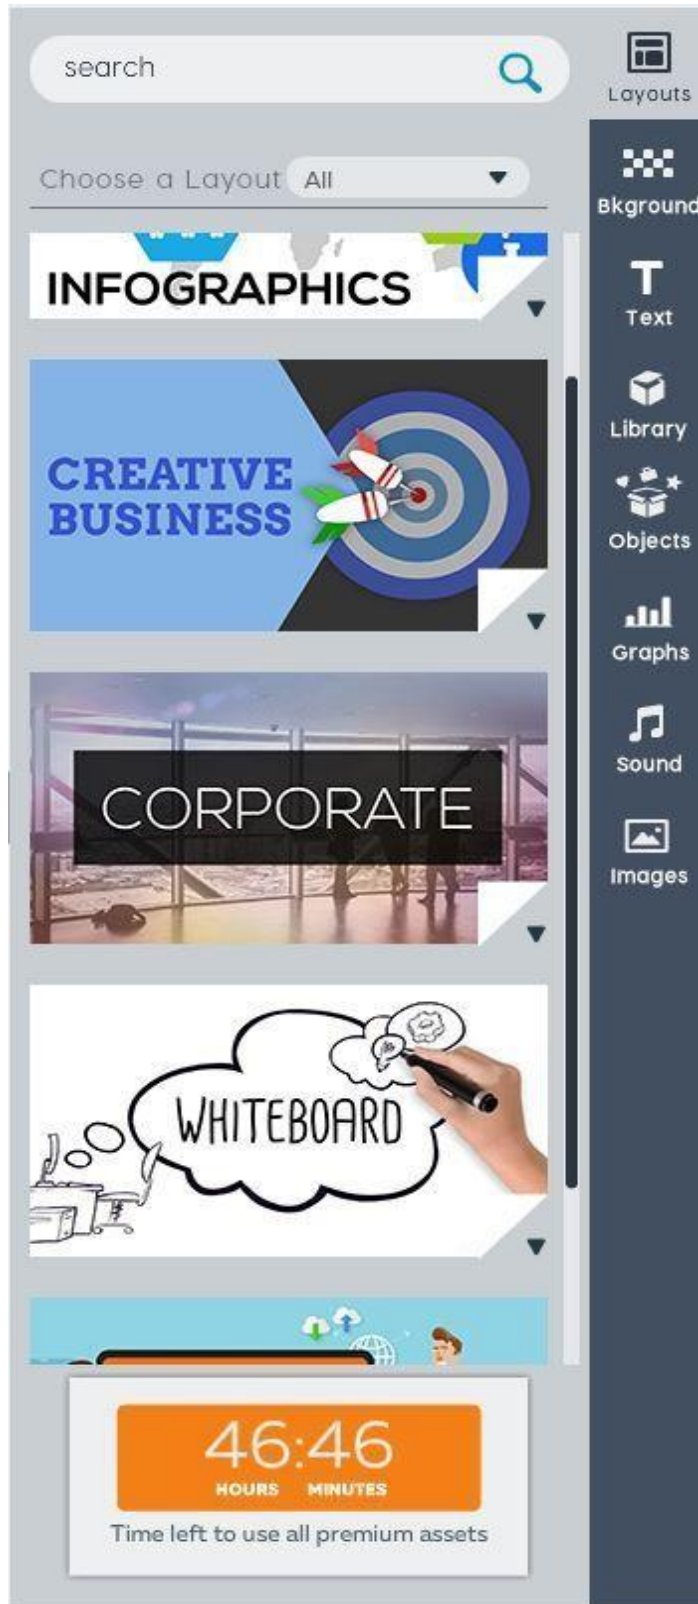 search
Layouts
Choose a Layout All
Bkground
INFOGRAPHICS
Text
Library
CREATIVE
BUSINESS
Objects
Graphs
Sound
CORPORATE
Images
WHITEBOARD
46:46
HOURS MINUTES
Time left to use all premium assets